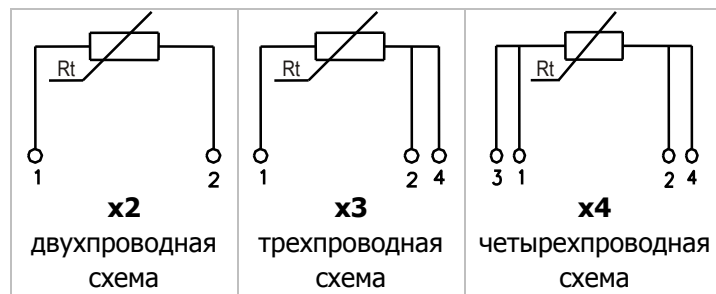 Rt
1 2
x2
двухпроводная
схема
Rt
1 2 4
x3
трехпроводная
схема
Rt
3 1 2 4
x4
четырехпроводная
схема